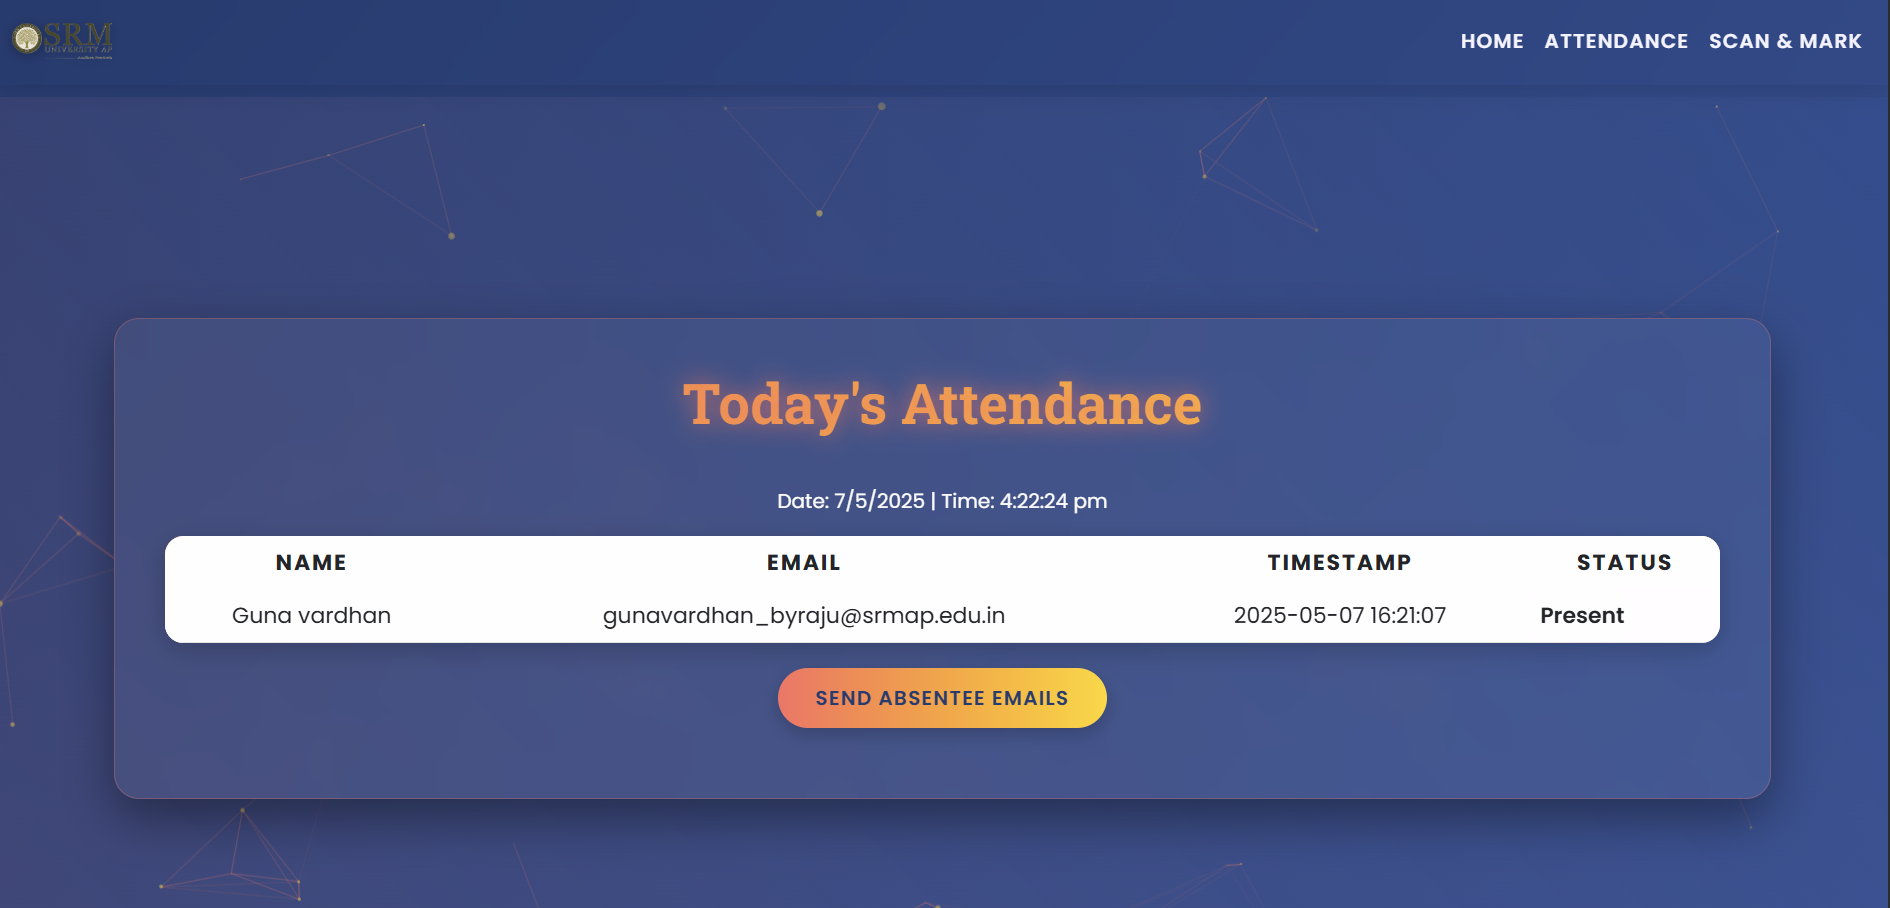 SRM
UNIVERSITY AP
HOME ATTENDANCE SCAN & MARK
Today's Attendance
Date: 7/5/2025 | Time: 4:22:24 pm
NAME EMAIL TIMESTAMP STATUS
Guna vardhan gunavardhan_byraju@srmap.edu.in 2025-05-07 16:21:07 Present
SEND ABSENTEE EMAILS